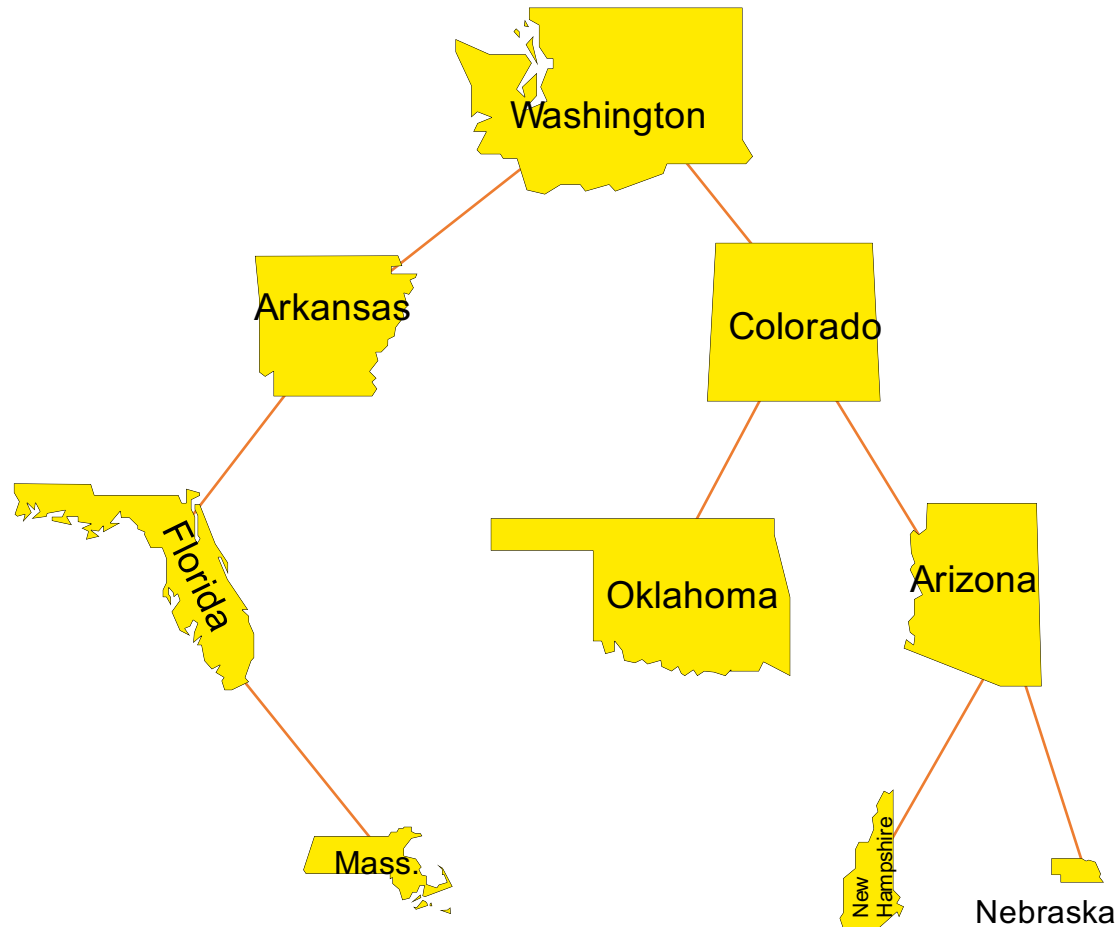 Washington
Arkansas
Colorado
Florida
Oklahoma
Arizona
Mass.
New
Hampshire
Nebraska